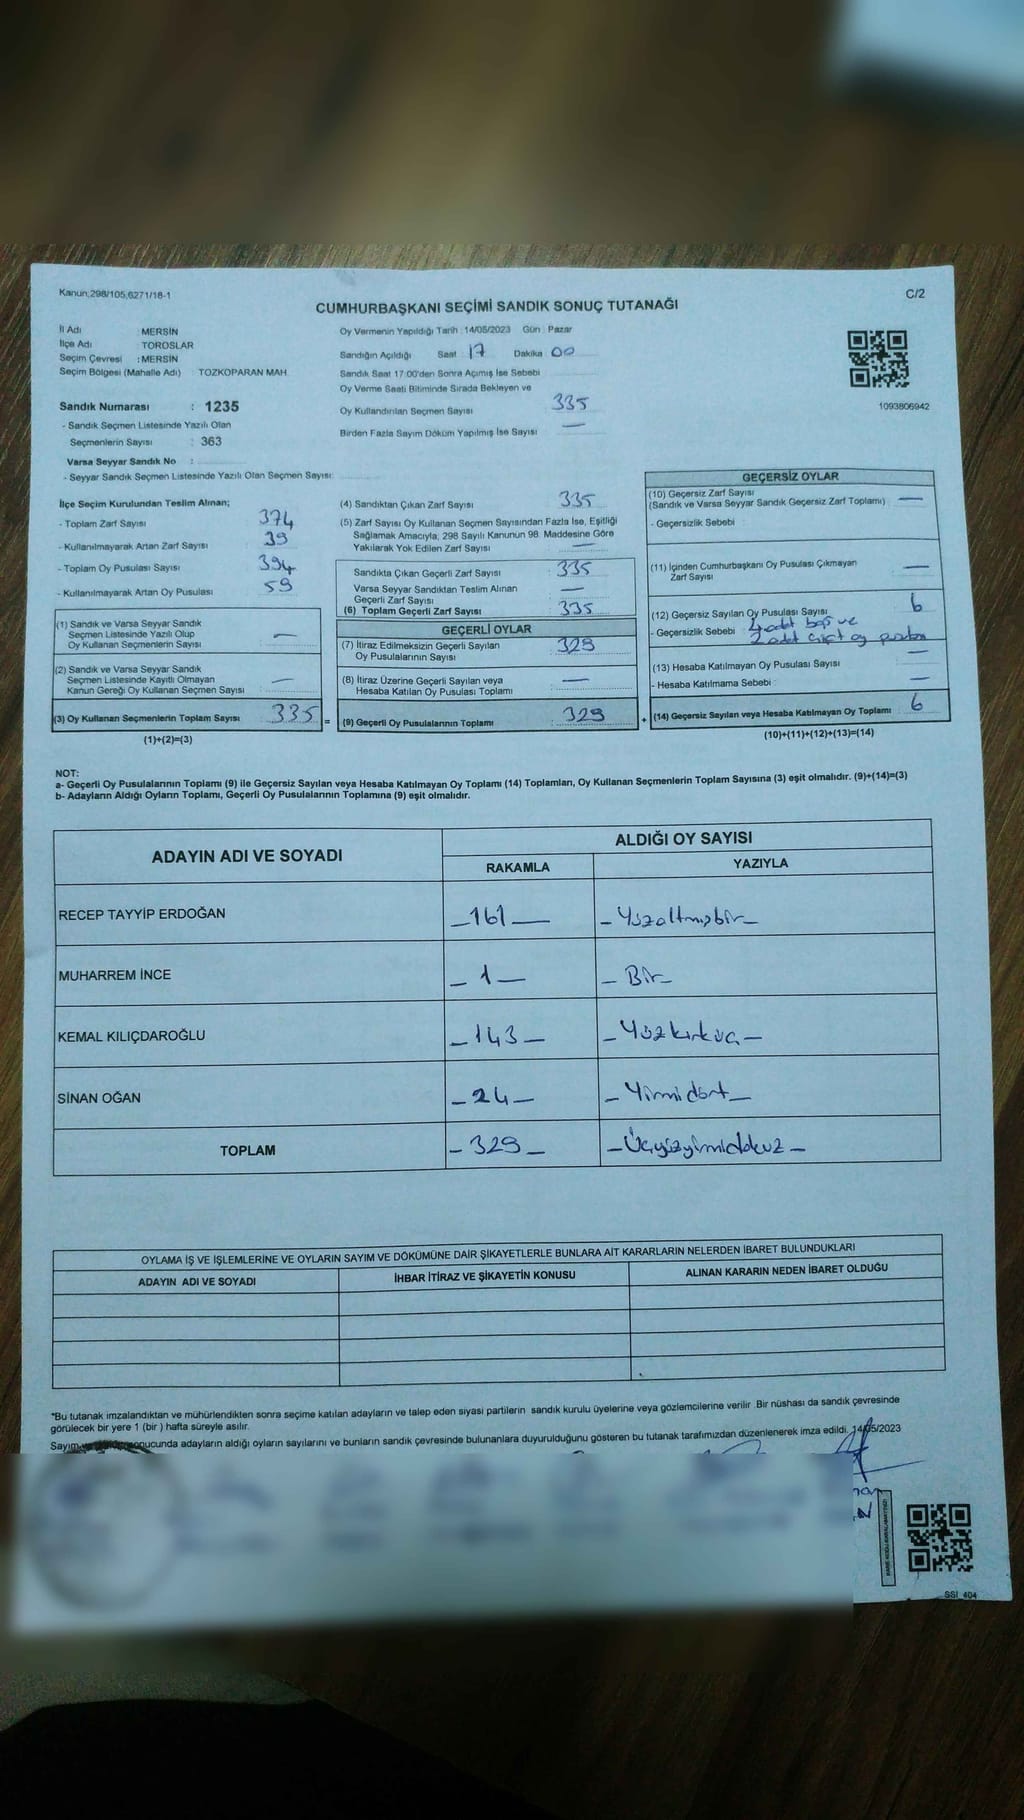 Kanun;298/105,6271/18-1
C/2
CUMHURBAŞKANI SEÇİMİ SANDIK SONUÇ TUTANAĞI
İl Adı : MERSİN
İlçe Adı : TOROSLAR
Seçim Çevresi : MERSİN
Seçim Bölgesi (Mahalle Adı) : TOZKOPARAN MAH.
Sandık Numarası : 1235
- Sandık Seçmen Listesinde Yazılı Olan
Seçmenlerin Sayısı : 363
Varsa Seyyar Sandık No :
- Seyyar Sandık Seçmen Listesinde Yazılı Olan Seçmen Sayısı:
Oy Vermenin Yapıldığı Tarih : 14/05/2023 Gün : Pazar
Sandığın Açıldığı Saat : 17 Dakika : 00
Sandık Saat 17:00'den Sonra Açımış İse Sebebi
Oy Verme Saati Bitiminde Sırada Bekleyen ve
Oy Kullandırılan Seçmen Sayısı 335
Birden Fazla Sayım Döküm Yapılmış İse Sayısı : —
1093806942
İlçe Seçim Kurulundan Teslim Alınan;
- Toplam Zarf Sayısı 374
- Kullanılmayarak Artan Zarf Sayısı 39
- Toplam Oy Pusulası Sayısı 394
- Kullanılmayarak Artan Oy Pusulası 59
(1) Sandık ve Varsa Seyyar Sandık
Seçmen Listesinde Yazılı Olup
Oy Kullanan Seçmenlerin Sayısı —
(2) Sandık ve Varsa Seyyar Sandık
Seçmen Listesinde Kayıtlı Olmayan
Kanun Gereği Oy Kullanan Seçmen Sayısı —
(3) Oy Kullanan Seçmenlerin Toplam Sayısı 335 =
(1)+(2)=(3)
(4) Sandıktan Çıkan Zarf Sayısı 335
(5) Zarf Sayısı Oy Kullanan Seçmen Sayısından Fazla İse, Eşitliği
Sağlamak Amacıyla, 298 Sayılı Kanunun 98. Maddesine Göre
Yakılarak Yok Edilen Zarf Sayısı —
Sandıkta Çıkan Geçerli Zarf Sayısı 335
Varsa Seyyar Sandıktan Teslim Alınan
Geçerli Zarf Sayısı —
(6) Toplam Geçerli Zarf Sayısı 335
GEÇERLİ OYLAR
(7) İtiraz Edilmeksizin Geçerli Sayılan
Oy Pusulalarının Sayısı 329
(8) İtiraz Üzerine Geçerli Sayılan veya
Hesaba Katılan Oy Pusulası Toplamı —
(9) Geçerli Oy Pusulalarının Toplamı 329 +
GEÇERSİZ OYLAR
(10) Geçersiz Zarf Sayısı
(Sandık ve Varsa Seyyar Sandık Geçersiz Zarf Toplamı) —
- Geçersizlik Sebebi
(11) İçinden Cumhurbaşkanı Oy Pusulası Çıkmayan
Zarf Sayısı —
(12) Geçersiz Sayılan Oy Pusulası Sayısı 6
- Geçersizlik Sebebi 4 adet boş ve
2 adet çift oy pusulası
(13) Hesaba Katılmayan Oy Pusulası Sayısı —
- Hesaba Katılmama Sebebi : —
(14) Geçersiz Sayılan veya Hesaba Katılmayan Oy Toplamı 6
(10)+(11)+(12)+(13)=(14)
NOT:
a- Geçerli Oy Pusulalarının Toplamı (9) ile Geçersiz Sayılan veya Hesaba Katılmayan Oy Toplamı (14) Toplamları, Oy Kullanan Seçmenlerin Toplam Sayısına (3) eşit olmalıdır. (9)+(14)=(3)
b- Adayların Aldığı Oyların Toplamı, Geçerli Oy Pusulalarının Toplamına (9) eşit olmalıdır.
ADAYIN ADI VE SOYADI
ALDIĞI OY SAYISI
RAKAMLA YAZIYLA
RECEP TAYYİP ERDOĞAN – 161 — – Yüzaltmışbir –
MUHARREM İNCE – 1 – – Bir –
KEMAL KILIÇDAROĞLU – 143 – – Yüzkırküç –
SİNAN OĞAN – 24 – – Yirmidört –
TOPLAM – 329 – – Üçyüzyirmidokuz –
OYLAMA İŞ VE İŞLEMLERİNE VE OYLARIN SAYIM VE DÖKÜMÜNE DAİR ŞİKAYETLERLE BUNLARA AİT KARARLARIN NELERDEN İBARET BULUNDUKLARI
ADAYIN ADI VE SOYADI İHBAR İTİRAZ VE ŞİKAYETİN KONUSU ALINAN KARARIN NEDEN İBARET OLDUĞU
*Bu tutanak imzalandıktan ve mühürlendikten sonra seçime katılan adayların ve talep eden siyasi partilerin sandık kurulu üyelerine veya gözlemcilerine verilir .Bir nüshası da sandık çevresinde
görülecek bir yere 1 (bir ) hafta süreyle asılır.
Sayım sonucunda adayların aldığı oyların sayılarını ve bunların sandık çevresinde bulunanlara duyurulduğunu gösteren bu tutanak tarafımızdan düzenlenerek imza edildi. 14/05/2023
SSI 404